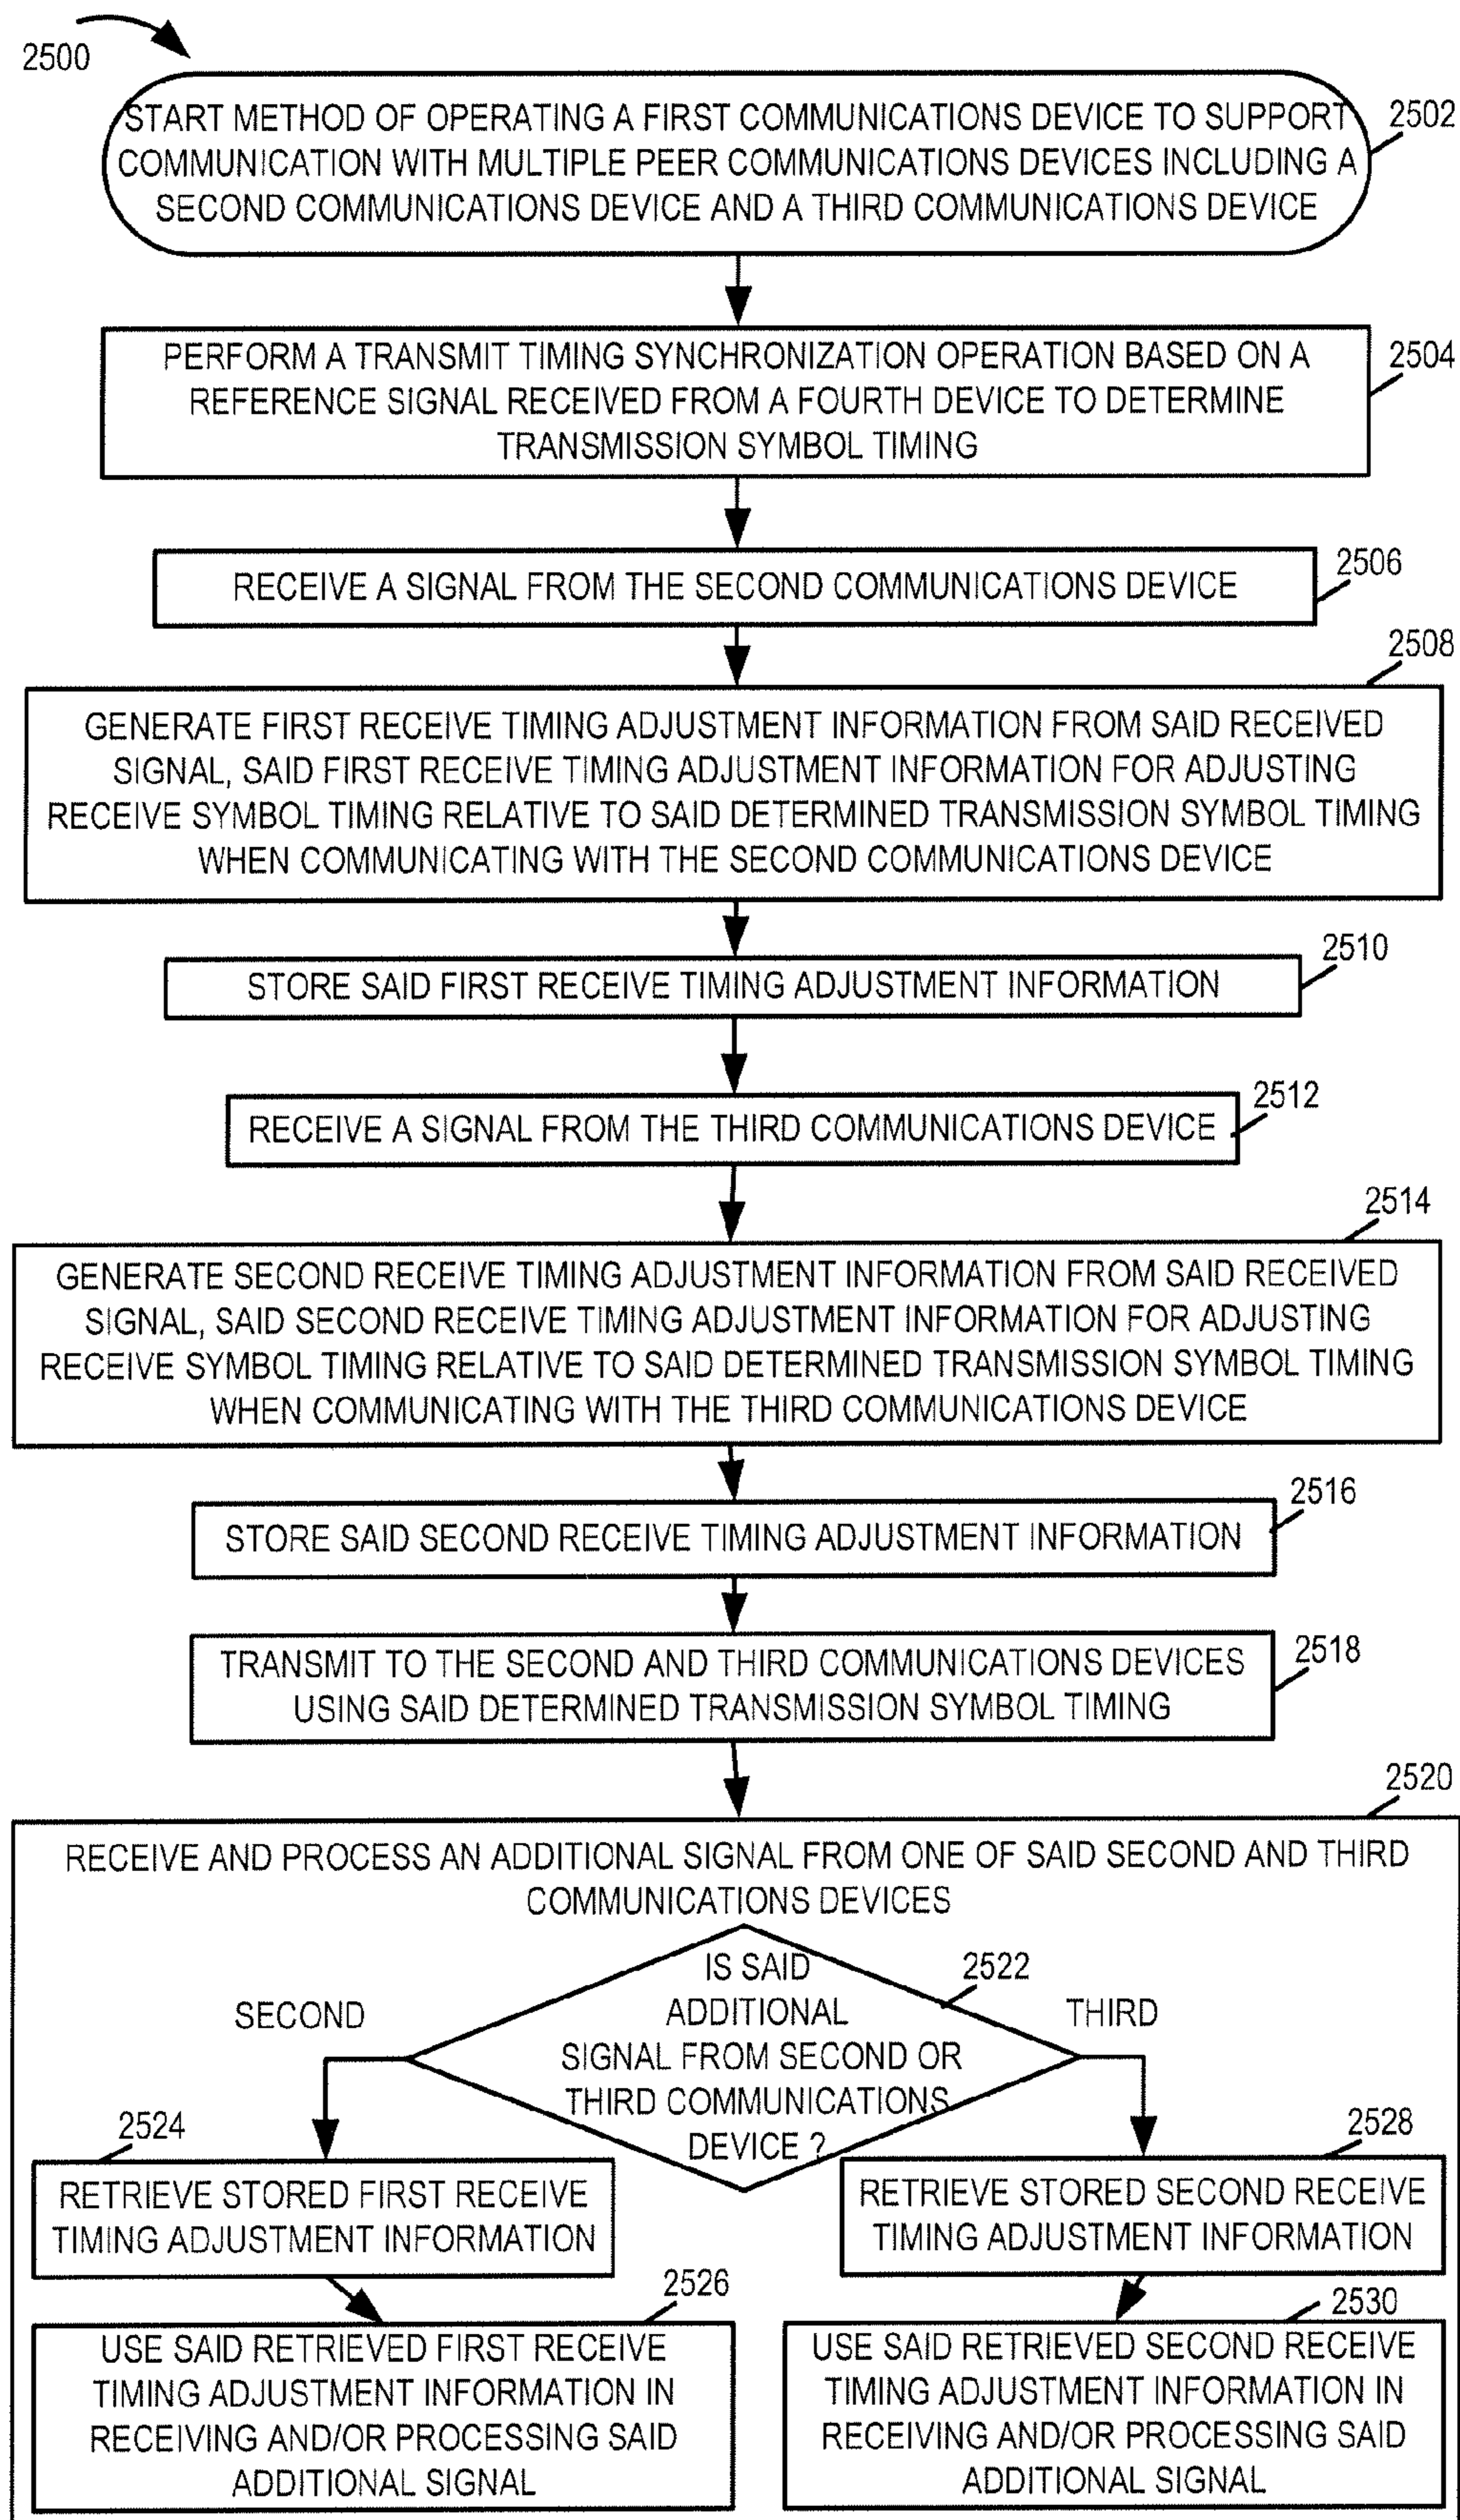 2500
START METHOD OF OPERATING A FIRST COMMUNICATIONS DEVICE TO SUPPORT
COMMUNICATION WITH MULTIPLE PEER COMMUNICATIONS DEVICES INCLUDING A
SECOND COMMUNICATIONS DEVICE AND A THIRD COMMUNICATIONS DEVICE
2502
PERFORM A TRANSMIT TIMING SYNCHRONIZATION OPERATION BASED ON A
REFERENCE SIGNAL RECEIVED FROM A FOURTH DEVICE TO DETERMINE
TRANSMISSION SYMBOL TIMING
2504
RECEIVE A SIGNAL FROM THE SECOND COMMUNICATIONS DEVICE
2506
2508
GENERATE FIRST RECEIVE TIMING ADJUSTMENT INFORMATION FROM SAID RECEIVED
SIGNAL, SAID FIRST RECEIVE TIMING ADJUSTMENT INFORMATION FOR ADJUSTING
RECEIVE SYMBOL TIMING RELATIVE TO SAID DETERMINED TRANSMISSION SYMBOL TIMING
WHEN COMMUNICATING WITH THE SECOND COMMUNICATIONS DEVICE
2510
STORE SAID FIRST RECEIVE TIMING ADJUSTMENT INFORMATION
2512
RECEIVE A SIGNAL FROM THE THIRD COMMUNICATIONS DEVICE
2514
GENERATE SECOND RECEIVE TIMING ADJUSTMENT INFORMATION FROM SAID RECEIVED
SIGNAL, SAID SECOND RECEIVE TIMING ADJUSTMENT INFORMATION FOR ADJUSTING
RECEIVE SYMBOL TIMING RELATIVE TO SAID DETERMINED TRANSMISSION SYMBOL TIMING
WHEN COMMUNICATING WITH THE THIRD COMMUNICATIONS DEVICE
2516
STORE SAID SECOND RECEIVE TIMING ADJUSTMENT INFORMATION
2518
TRANSMIT TO THE SECOND AND THIRD COMMUNICATIONS DEVICES
USING SAID DETERMINED TRANSMISSION SYMBOL TIMING
2520
RECEIVE AND PROCESS AN ADDITIONAL SIGNAL FROM ONE OF SAID SECOND AND THIRD
COMMUNICATIONS DEVICES
2522
IS SAID
ADDITIONAL
SIGNAL FROM SECOND OR
THIRD COMMUNICATIONS
DEVICE ?
SECOND
THIRD
2524
RETRIEVE STORED FIRST RECEIVE
TIMING ADJUSTMENT INFORMATION
2528
RETRIEVE STORED SECOND RECEIVE
TIMING ADJUSTMENT INFORMATION
2526
USE SAID RETRIEVED FIRST RECEIVE
TIMING ADJUSTMENT INFORMATION IN
RECEIVING AND/OR PROCESSING SAID
ADDITIONAL SIGNAL
2530
USE SAID RETRIEVED SECOND RECEIVE
TIMING ADJUSTMENT INFORMATION IN
RECEIVING AND/OR PROCESSING SAID
ADDITIONAL SIGNAL